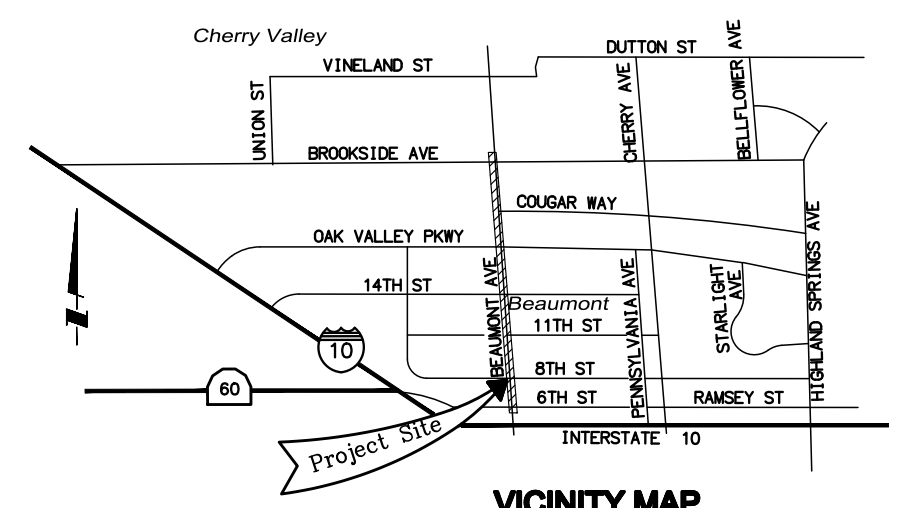 Cherry Valley
DUTTON ST
BELLFLOWER AVE
VINELAND ST
UNION ST
CHERRY AVE
BROOKSIDE AVE
COUGAR WAY
OAK VALLEY PKWY
HIGHLAND SPRINGS AVE
STARLIGHT
AVE
BEAUMONT AVE
PENNSYLVANIA AVE
14TH ST
Beaumont
11TH ST
N
10
8TH ST
60
6TH ST
RAMSEY ST
INTERSTATE 10
Project Site
VICINITY MAP